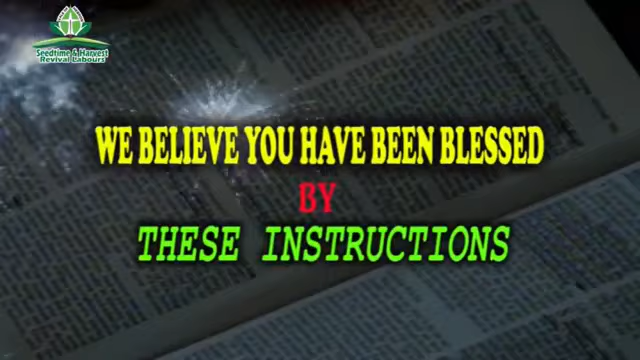 Seedtime & Harvest
Revival Labours
WE BELIEVE YOU HAVE BEEN BLESSED
BY
THESE INSTRUCTIONS